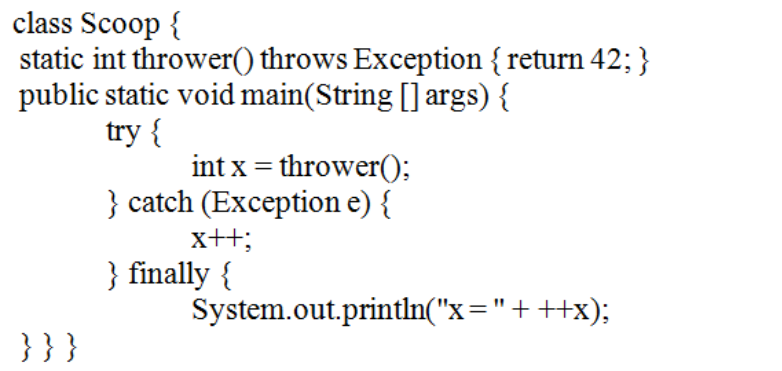 class Scoop {
static int thrower() throws Exception { return 42; }
public static void main(String [] args) {
try {
int x = thrower();
} catch (Exception e) {
x++;
} finally {
System.out.println("x = " + ++x);
} } }